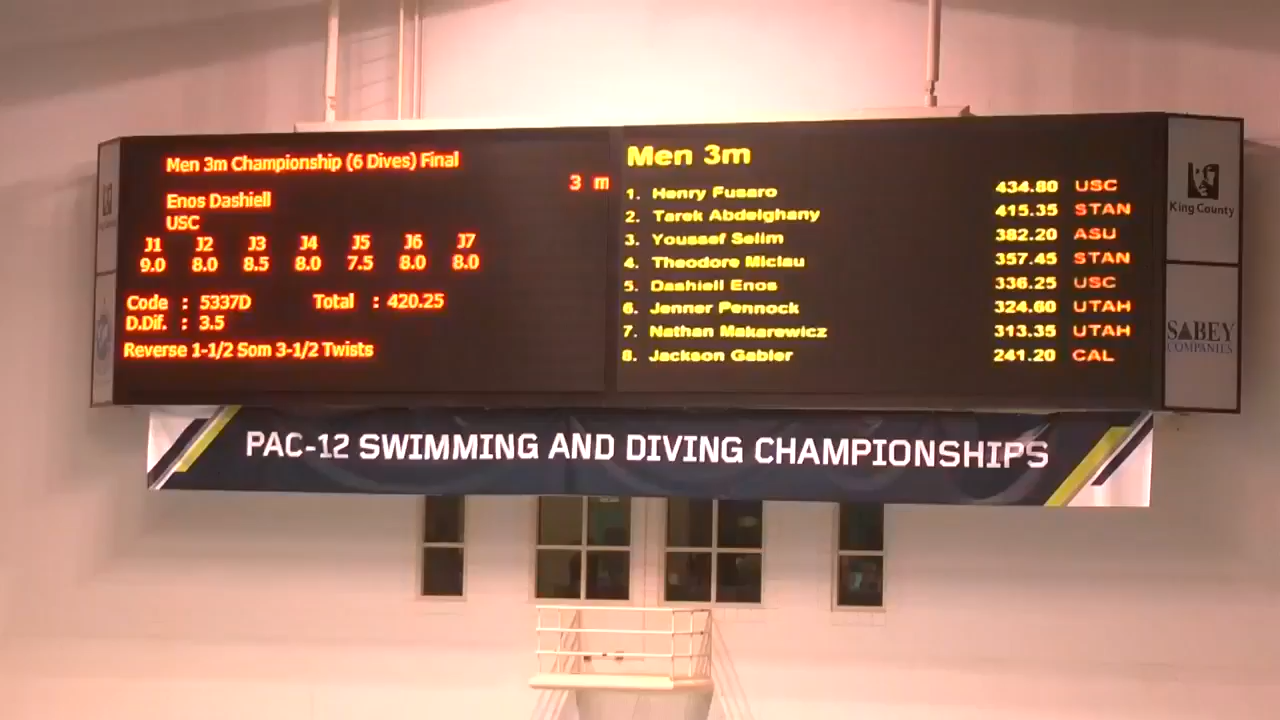 Men 3m Championship (6 Dives) Final
3 m
Enos Dashiell
USC
J1 J2 J3 J4 J5 J6 J7
9.0 8.0 8.5 8.0 7.5 8.0 8.0
Code : 5337D Total : 420.25
D.Dif. : 3.5
Reverse 1-1/2 Som 3-1/2 Twists
Men 3m
1. Henry Fusaro 434.80 USC
2. Tarek Abdelghany 415.35 STAN
3. Youssef Selim 382.20 ASU
4. Theodore Miclau 357.45 STAN
5. Dashiell Enos 336.25 USC
6. Jenner Pennock 324.60 UTAH
7. Nathan Makarewicz 313.35 UTAH
8. Jackson Gabler 241.20 CAL
King County
SABEY
COMPANIES
PAC-12 SWIMMING AND DIVING CHAMPIONSHIPS